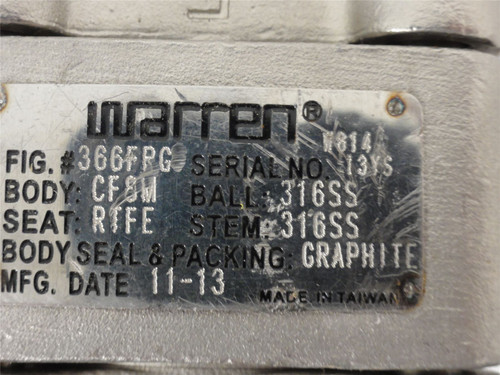 warren®
W814
FIG. # 366FRG SERIAL NO. 13YS
BODY: CF8M BALL: 316SS
SEAT: RTFE STEM: 316SS
BODY SEAL & PACKING: GRAPHITE
MFG. DATE 11-13 MADE IN TAIWAN